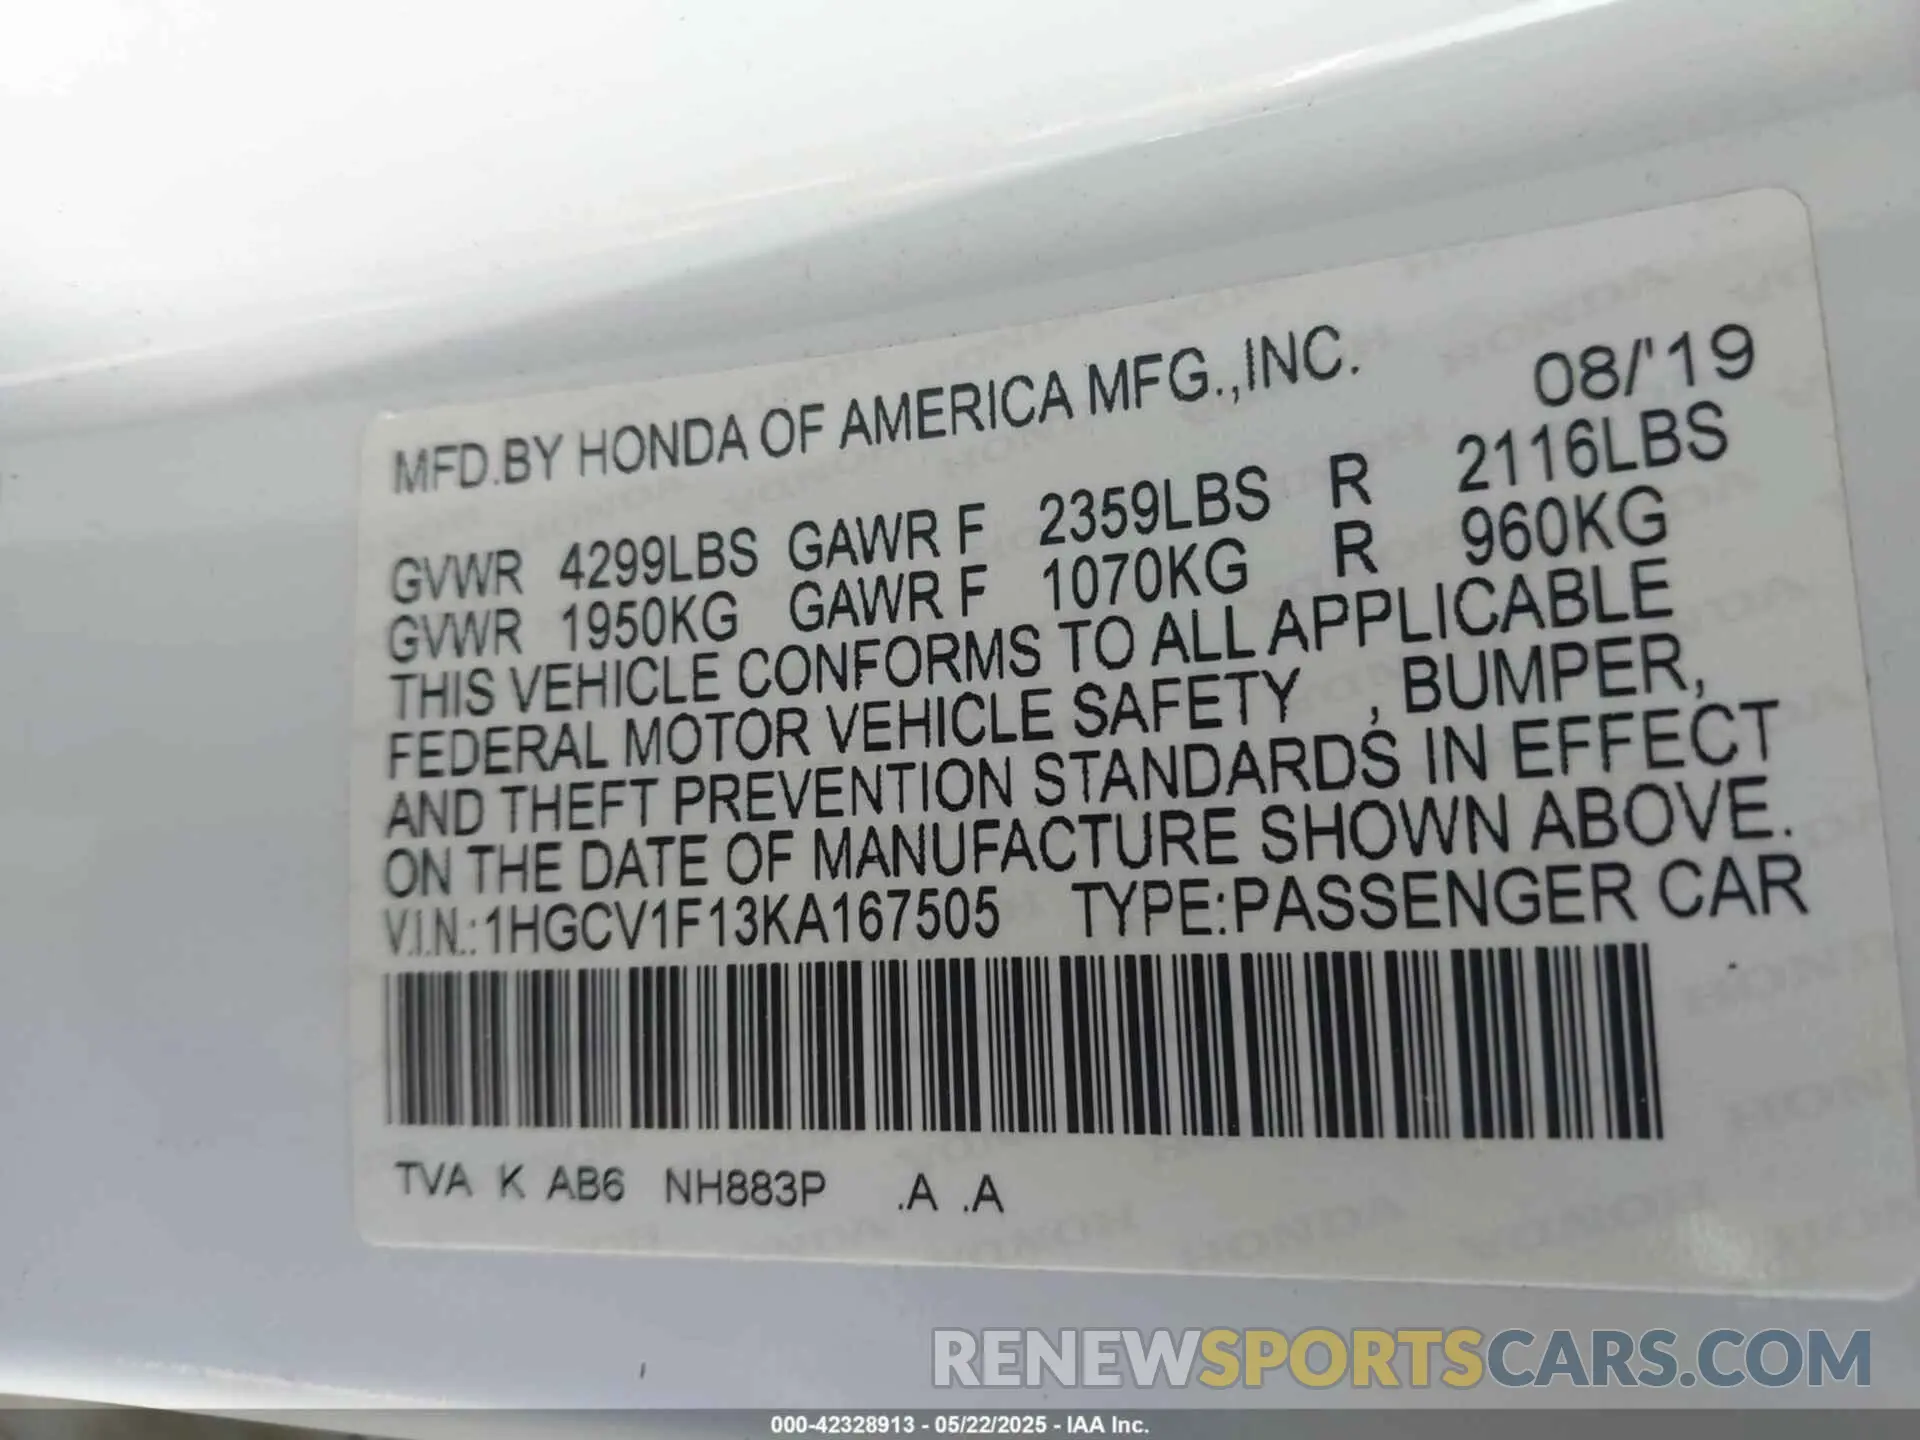 MFD.BY HONDA OF AMERICA MFG.,INC. 08/'19
GVWR 4299LBS GAWR F 2359LBS R 2116LBS
GVWR 1950KG GAWR F 1070KG R 960KG
THIS VEHICLE CONFORMS TO ALL APPLICABLE
FEDERAL MOTOR VEHICLE SAFETY , BUMPER,
AND THEFT PREVENTION STANDARDS IN EFFECT
ON THE DATE OF MANUFACTURE SHOWN ABOVE.
V.I.N.:1HGCV1F13KA167505 TYPE:PASSENGER CAR
TVA K AB6 NH883P .A .A
RENEWSPORTSCARS.COM
000-42328913 - 05/22/2025 - IAA Inc.